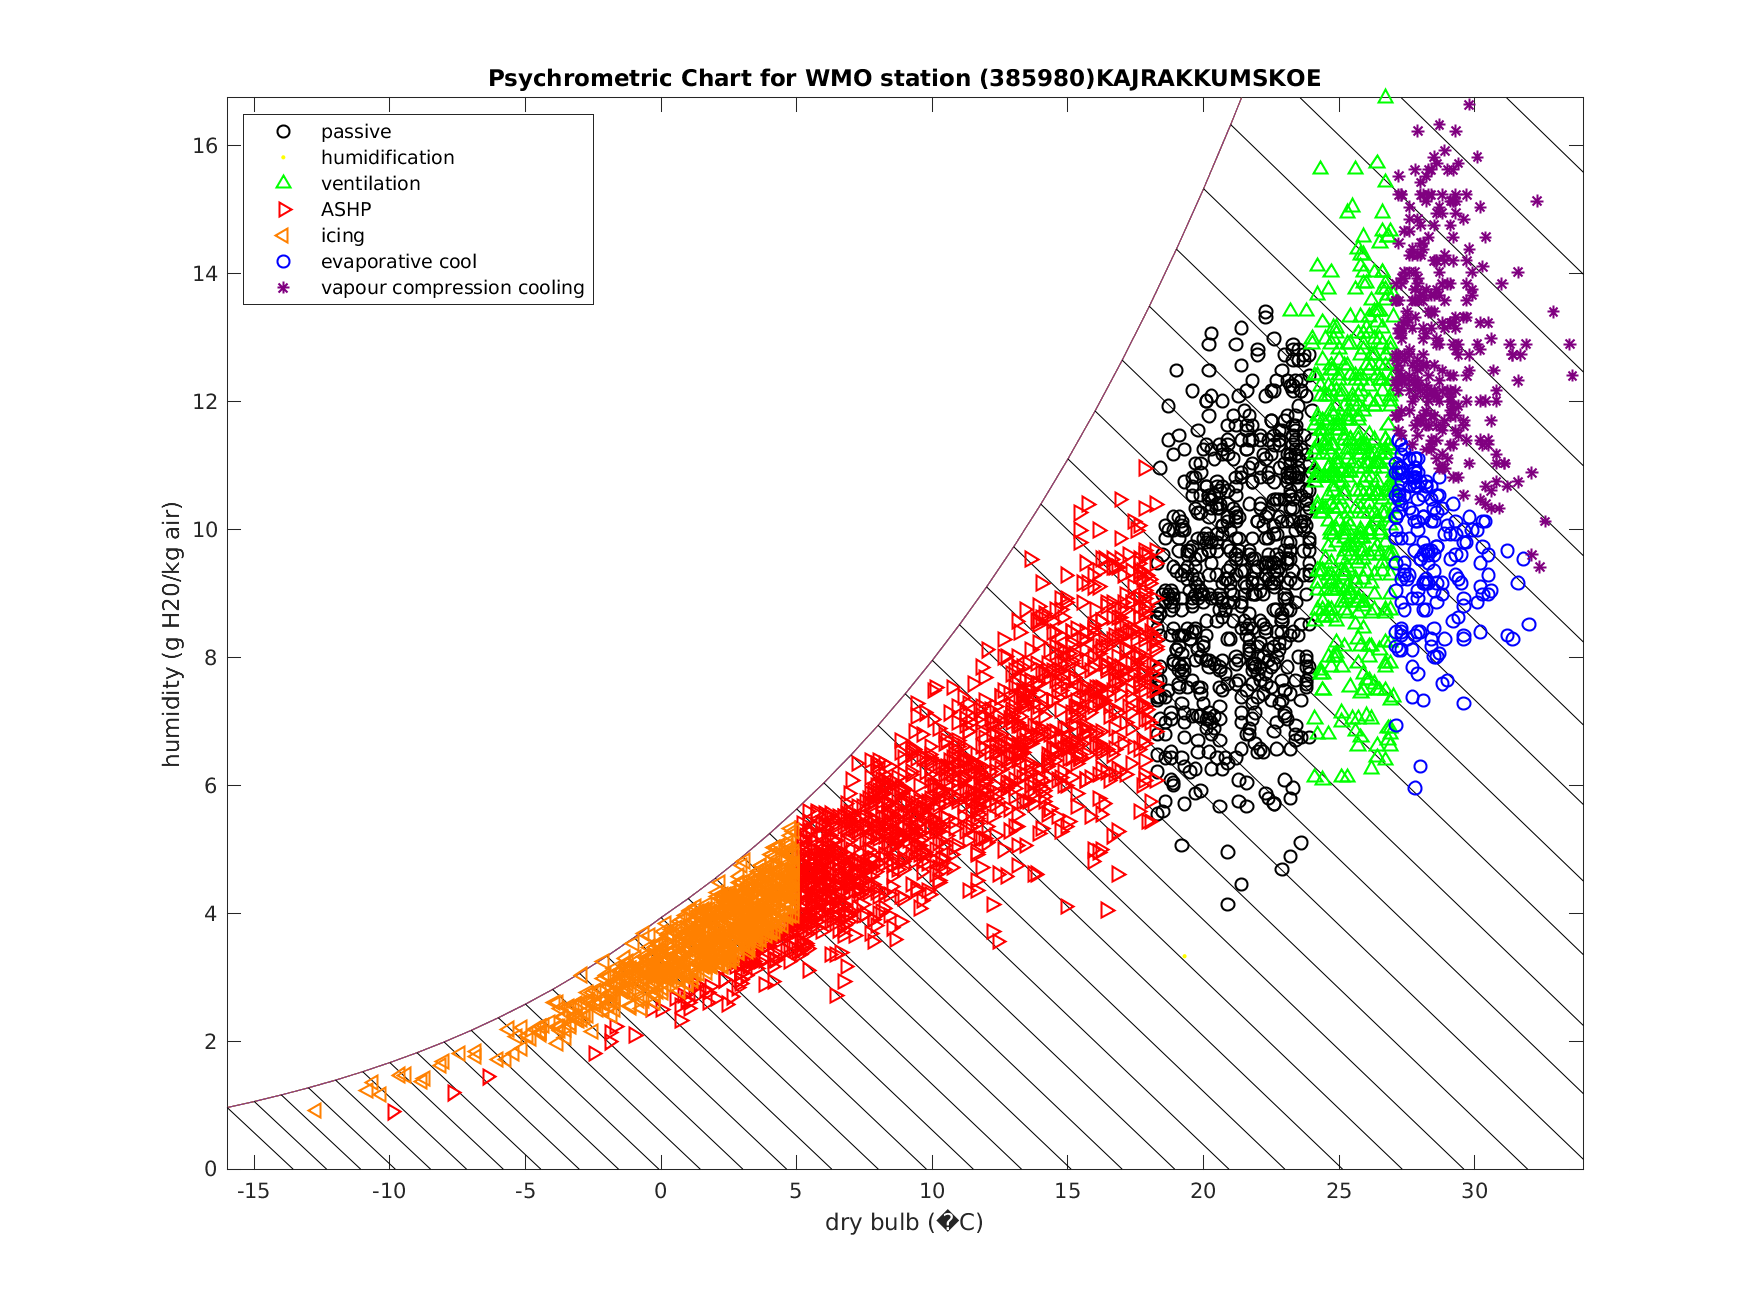 Psychrometric Chart for WMO station (385980)KAJRAKKUMSKOE
passive
humidification
ventilation
ASHP
icing
evaporative cool
vapour compression cooling
16
14
12
10
8
6
4
2
0
humidity (g H20/kg air)
-15 -10 -5 0 5 10 15 20 25 30
dry bulb (�C)